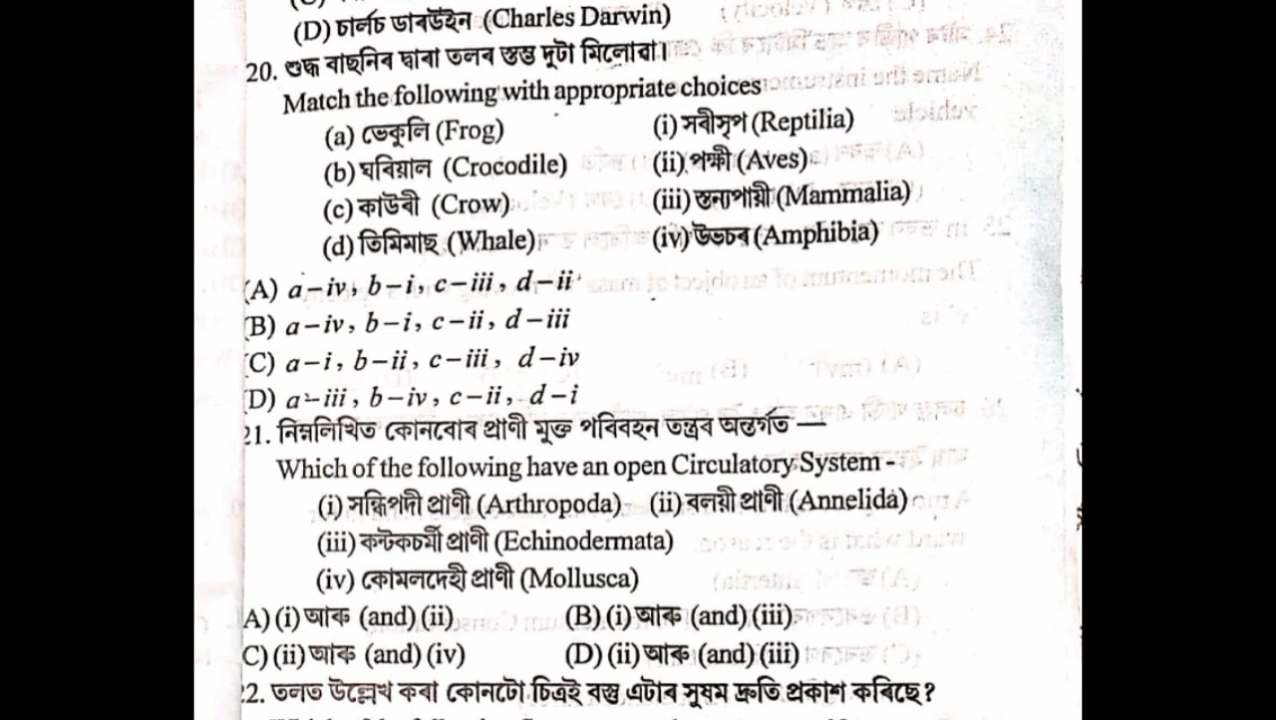 (D) চার্লচ ডাৰউইন (Charles Darwin)
20. শুদ্ধ বাছনিৰ দ্বাৰা তলৰ স্তম্ভ দুটা মিলোৱা।
Match the following with appropriate choices
(a) ভেকুলি (Frog) (i) সৰীসৃপ (Reptilia)
(b) ঘৰিয়াল (Crocodile) (ii) পক্ষী (Aves)
(c) কাউৰী (Crow) (iii) স্তন্যপায়ী (Mammalia)
(d) তিমিমাছ (Whale) (iv) উভচৰ (Amphibia)
(A) a–iv, b–i, c–iii, d–ii
(B) a–iv, b–i, c–ii, d–iii
(C) a–i, b–ii, c–iii, d–iv
(D) a–iii, b–iv, c–ii, d–i
21. নিম্নলিখিত কোনবোৰ প্ৰাণী মুক্ত পৰিবহন তন্ত্ৰৰ অন্তৰ্গত —
Which of the following have an open Circulatory System -
(i) সন্ধিপদী প্ৰাণী (Arthropoda) (ii) বলয়ী প্ৰাণী (Annelida)
(iii) কন্টকচৰ্মী প্ৰাণী (Echinodermata)
(iv) কোমলদেহী প্ৰাণী (Mollusca)
A) (i) আৰু (and) (ii) (B) (i) আৰু (and) (iii)
C) (ii) আৰু (and) (iv) (D) (ii) আৰু (and) (iii)
22. তলত উল্লেখ কৰা কোনটো চিত্ৰই বস্তু এটাৰ সুষম দ্ৰুতি প্ৰকাশ কৰিছে?